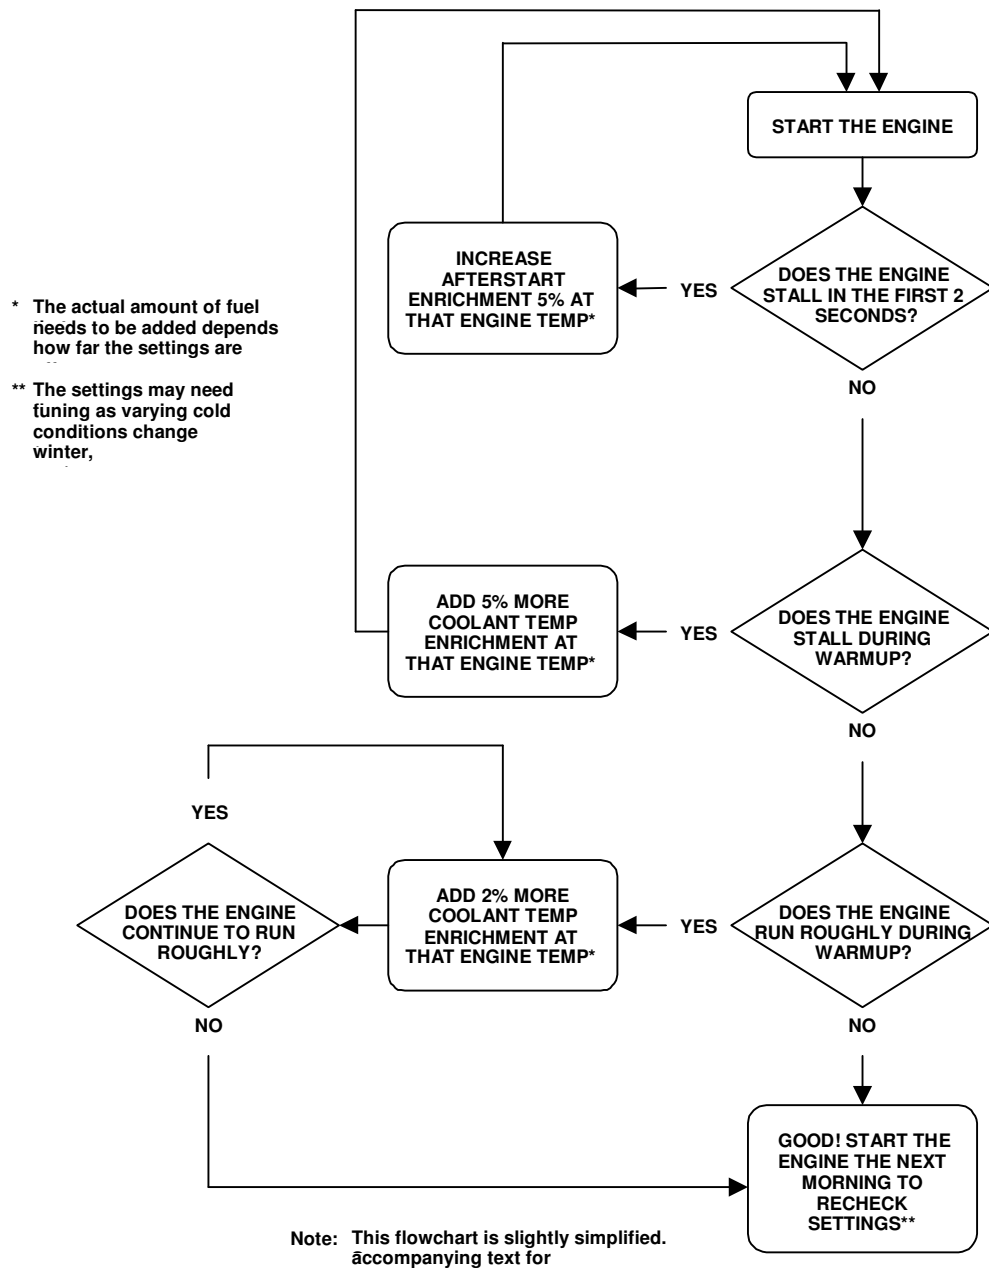 START THE ENGINE
DOES THE ENGINE
STALL IN THE FIRST 2
SECONDS?
YES
INCREASE
AFTERSTART
ENRICHMENT 5% AT
THAT ENGINE TEMP*
NO
* The actual amount of fuel
needs to be added depends
how far the settings are
** The settings may need
tuning as varying cold
conditions change
winter,
DOES THE ENGINE
STALL DURING
WARMUP?
YES
ADD 5% MORE
COOLANT TEMP
ENRICHMENT AT
THAT ENGINE TEMP*
NO
DOES THE ENGINE
RUN ROUGHLY DURING
WARMUP?
YES
ADD 2% MORE
COOLANT TEMP
ENRICHMENT AT
THAT ENGINE TEMP*
YES
DOES THE ENGINE
CONTINUE TO RUN
ROUGHLY?
NO
NO
GOOD! START THE
ENGINE THE NEXT
MORNING TO
RECHECK
SETTINGS**
Note: This flowchart is slightly simplified.
accompanying text for